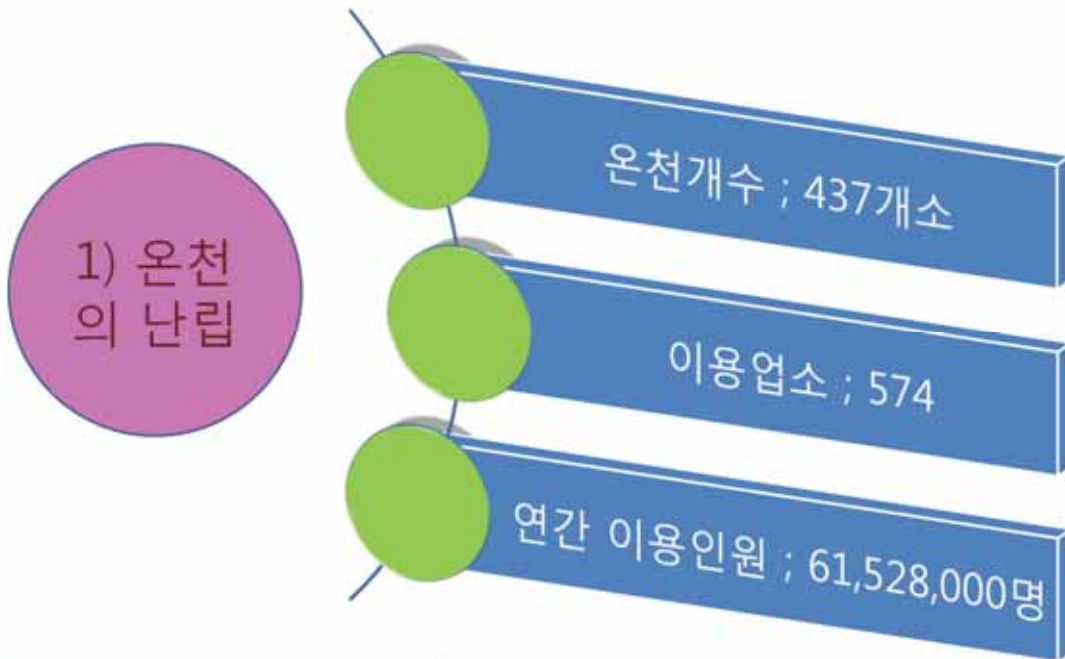 1) 온천
의 난립
온천개수 ; 437개소
이용업소 ; 574
연간 이용인원 ; 61,528,000명